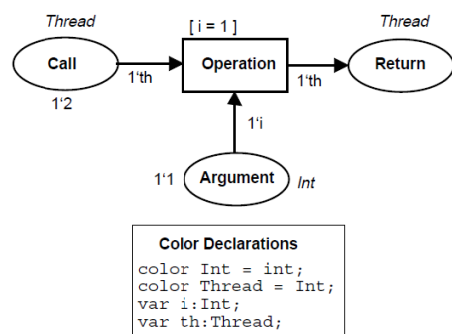 Thread
[ i = 1 ]
Thread
Call
1‘th
Operation
1‘th
Return
1‘2
1‘i
1‘1
Argument
Int
Color Declarations
color Int = int;
color Thread = Int;
var i:Int;
var th:Thread;